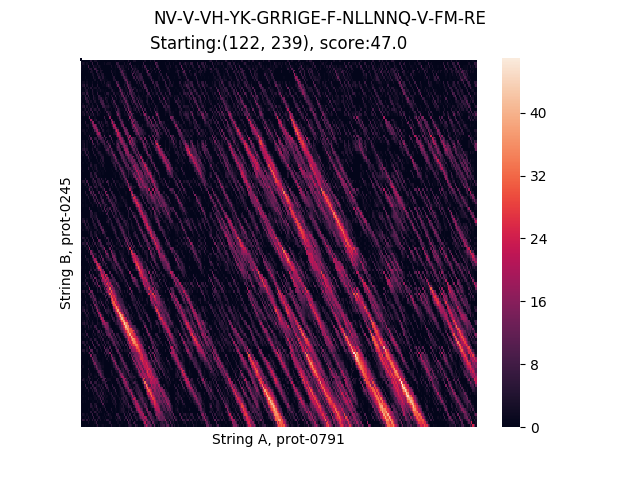 NV-V-VH-YK-GRRIGE-F-NLLNNQ-V-FM-RE
Starting:(122, 239), score:47.0
String B, prot-0245
String A, prot-0791
40
32
24
16
8
0